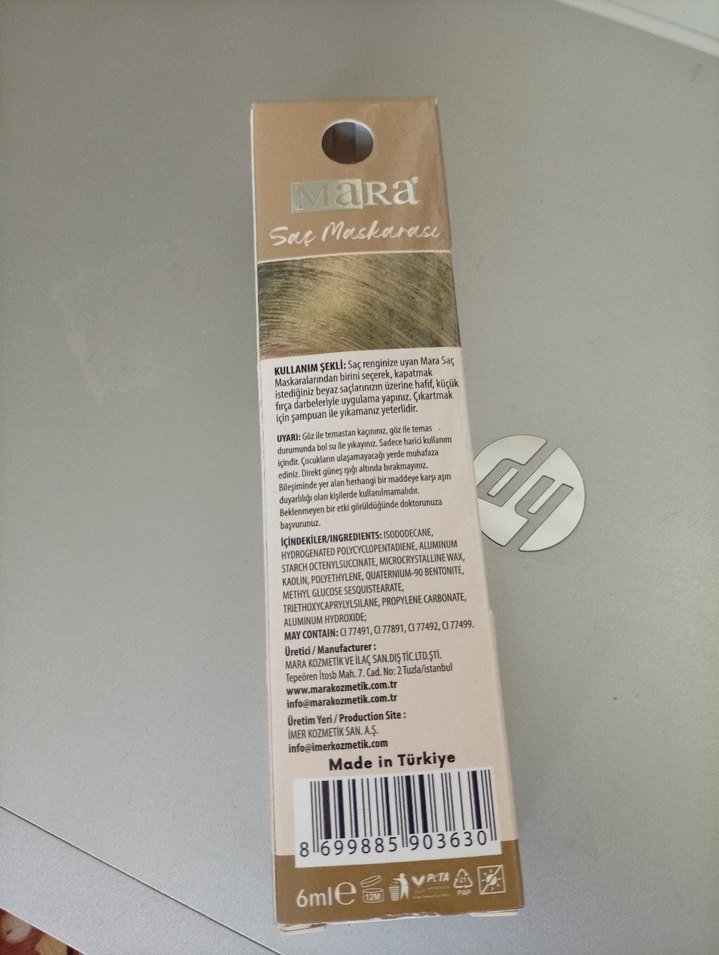 MaRa
Saç Maskarası
KULLANIM ŞEKLİ: Saç renginize uyan Mara Saç
Maskaralarından birini seçerek, kapatmak
istediğiniz beyaz saçlarınızın üzerine hafif, küçük
fırça darbeleriyle uygulama yapınız. Çıkartmak
için şampuan ile yıkamanız yeterlidir.
UYARI: Göz ile temastan kaçınınız, göz ile temas
durumunda bol su ile yıkayınız. Sadece harici kullanım
içindir. Çocukların ulaşamayacağı yerde muhafaza
ediniz. Direkt güneş ışığı altında bırakmayınız.
Bileşiminde yer alan herhangi bir maddeye karşı aşırı
duyarlılığı olan kişilerde kullanılmamalıdır.
Beklenmeyen bir etki görüldüğünde doktorunuza
başvurunuz.
İÇİNDEKİLER/INGREDIENTS: ISODODECANE,
HYDROGENATED POLYCYCLOPENTADIENE, ALUMINUM
STARCH OCTENYLSUCCINATE, MICROCRYSTALLINE WAX,
KAOLIN, POLYETHYLENE, QUATERNIUM-90 BENTONITE,
METHYL GLUCOSE SESQUISTEARATE,
TRIETHOXYCAPRYLYLSILANE, PROPYLENE CARBONATE,
ALUMINUM HYDROXIDE;
MAY CONTAIN: CI 77491, CI 77891, CI 77492, CI 77499.
Üretici / Manufacturer :
MARA KOZMETİK VE İLAÇ SAN.DIŞ TİC.LTD.ŞTİ.
Tepeören İtosb Mah. 7. Cad. No: 2 Tuzla/istanbul
www.marakozmetik.com.tr
info@marakozmetik.com.tr
Üretim Yeri / Production Site :
İMER KOZMETİK SAN. A.Ş.
info@imerkozmetik.com
Made in Türkiye
8 699885 903630
6ml e 12M PETA 21 PAP
hp